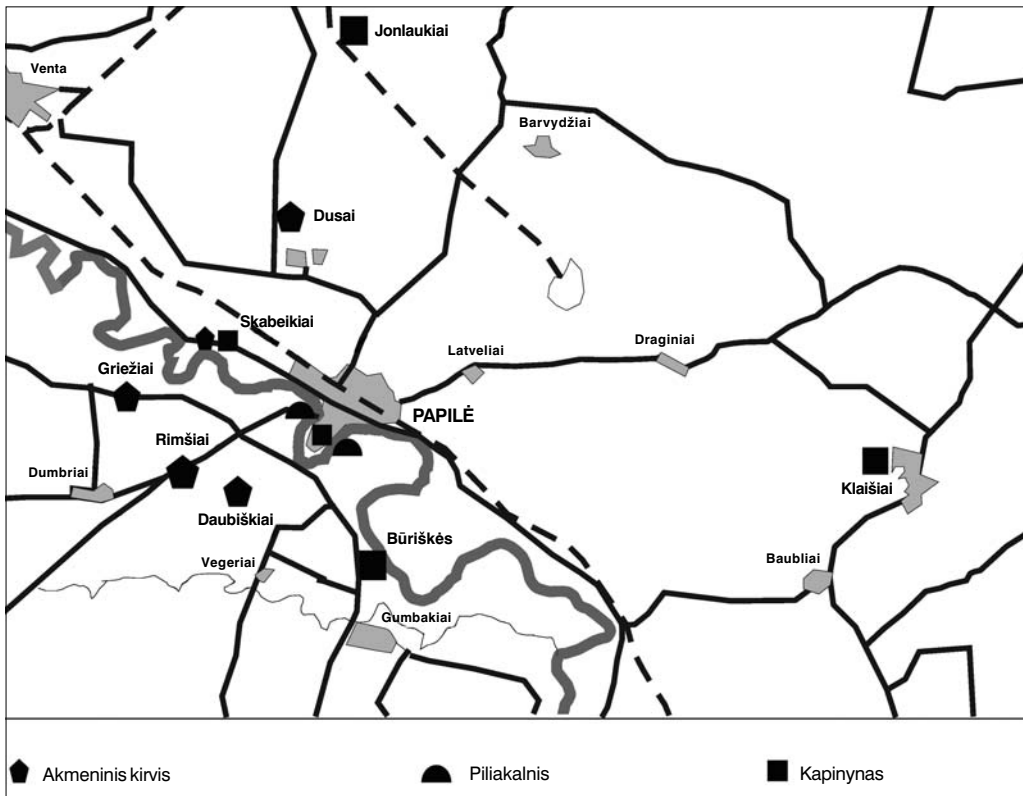 Jonlaukiai
Venta
Barvydžiai
Dusai
Skabeikiai
Latveliai
Draginiai
Griežiai
PAPILĖ
Rimšiai
Dumbriai
Klaišiai
Daubiškiai
Būriškės
Vegeriai
Baubliai
Gumbakiai
Akmeninis kirvis
Piliakalnis
Kapinynas